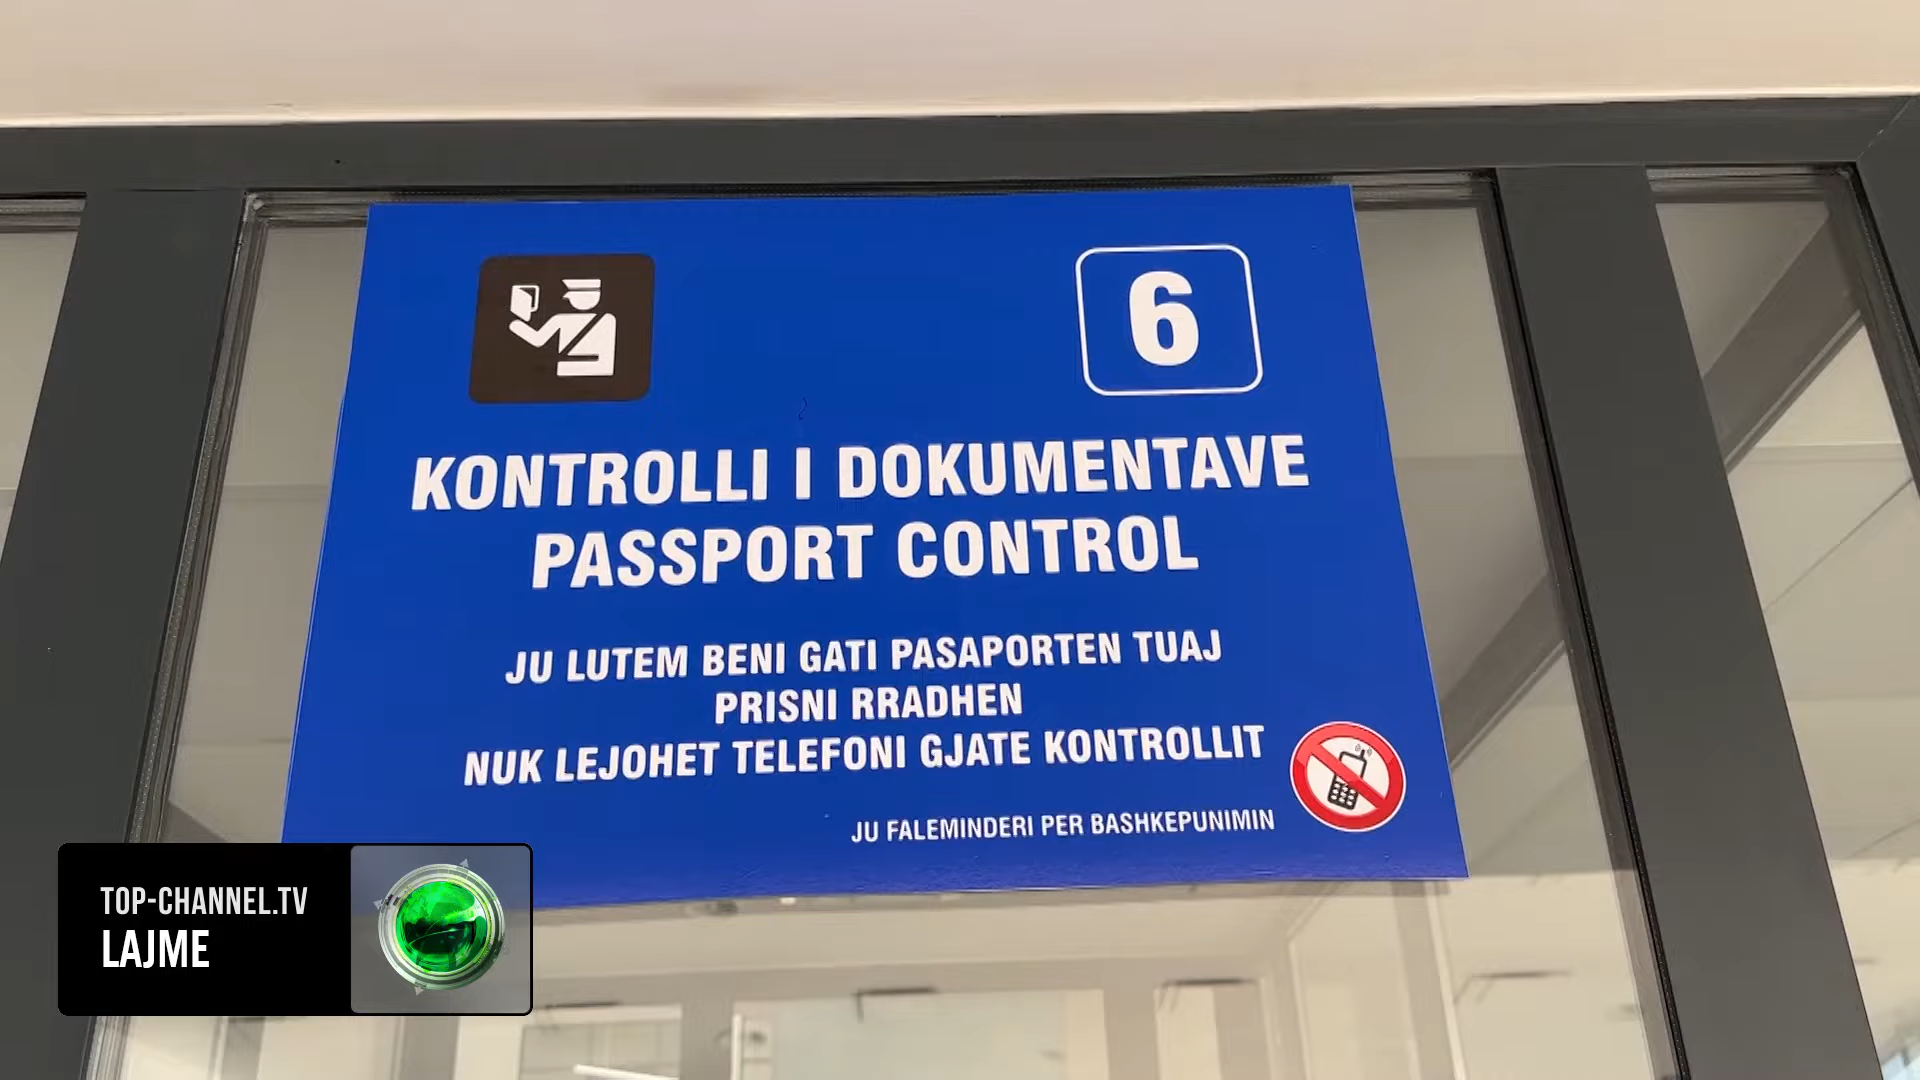 6
KONTROLLI I DOKUMENTAVE
PASSPORT CONTROL
JU LUTEM BENI GATI PASAPORTEN TUAJ
PRISNI RRADHEN
NUK LEJOHET TELEFONI GJATE KONTROLLIT
JU FALEMINDERI PER BASHKEPUNIMIN
TOP-CHANNEL.TV
LAJME